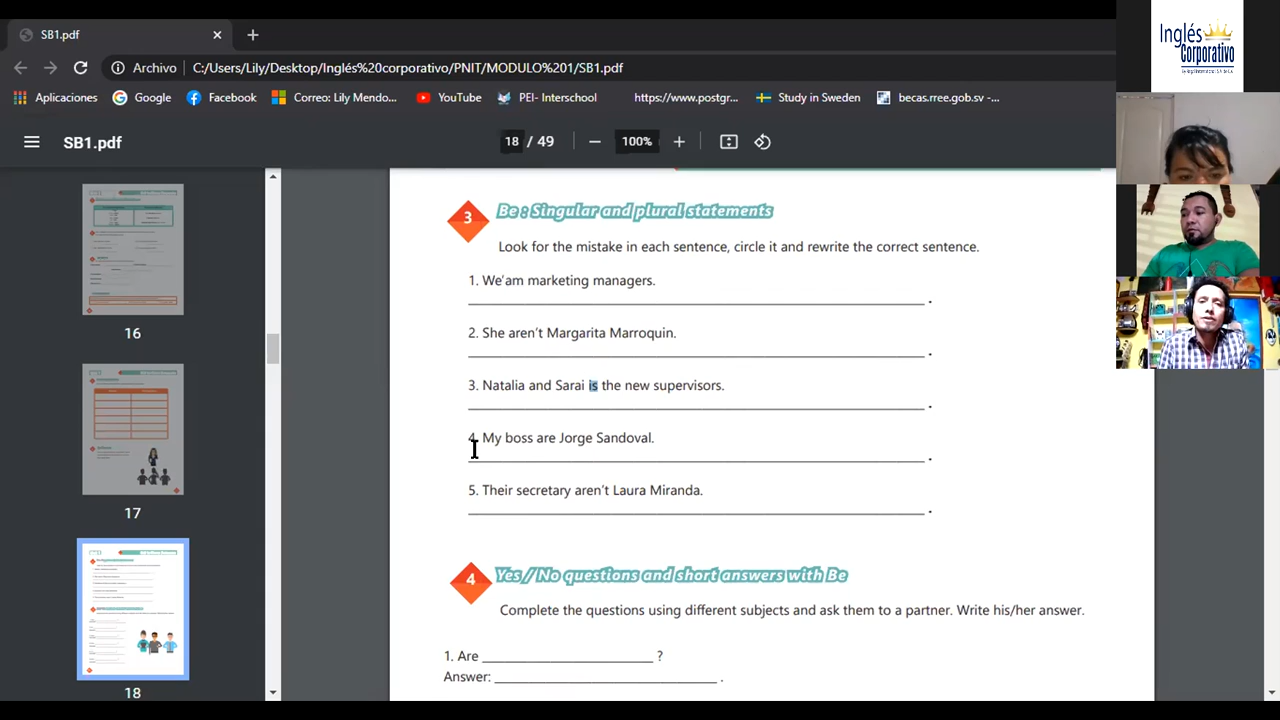 SB1.pdf
Archivo C:/Users/Lily/Desktop/Inglés%20corporativo/PNIT/MODULO%201/SB1.pdf
Aplicaciones Google Facebook Correo: Lily Mendo... YouTube PEI- Interschool https://www.postgr... Study in Sweden becas.rree.gob.sv -...
SB1.pdf 18 / 49 100%
Inglés
Corporativo
16
17
18
3 Be : Singular and plural statements
Look for the mistake in each sentence, circle it and rewrite the correct sentence.
1. We'am marketing managers.
2. She aren't Margarita Marroquin.
3. Natalia and Sarai is the new supervisors.
4. My boss are Jorge Sandoval.
5. Their secretary aren't Laura Miranda.
4 Yes / No questions and short answers with Be
Complete the questions using different subjects and ask them to a partner. Write his/her answer.
1. Are ______________________ ?
Answer: _____________________________ .